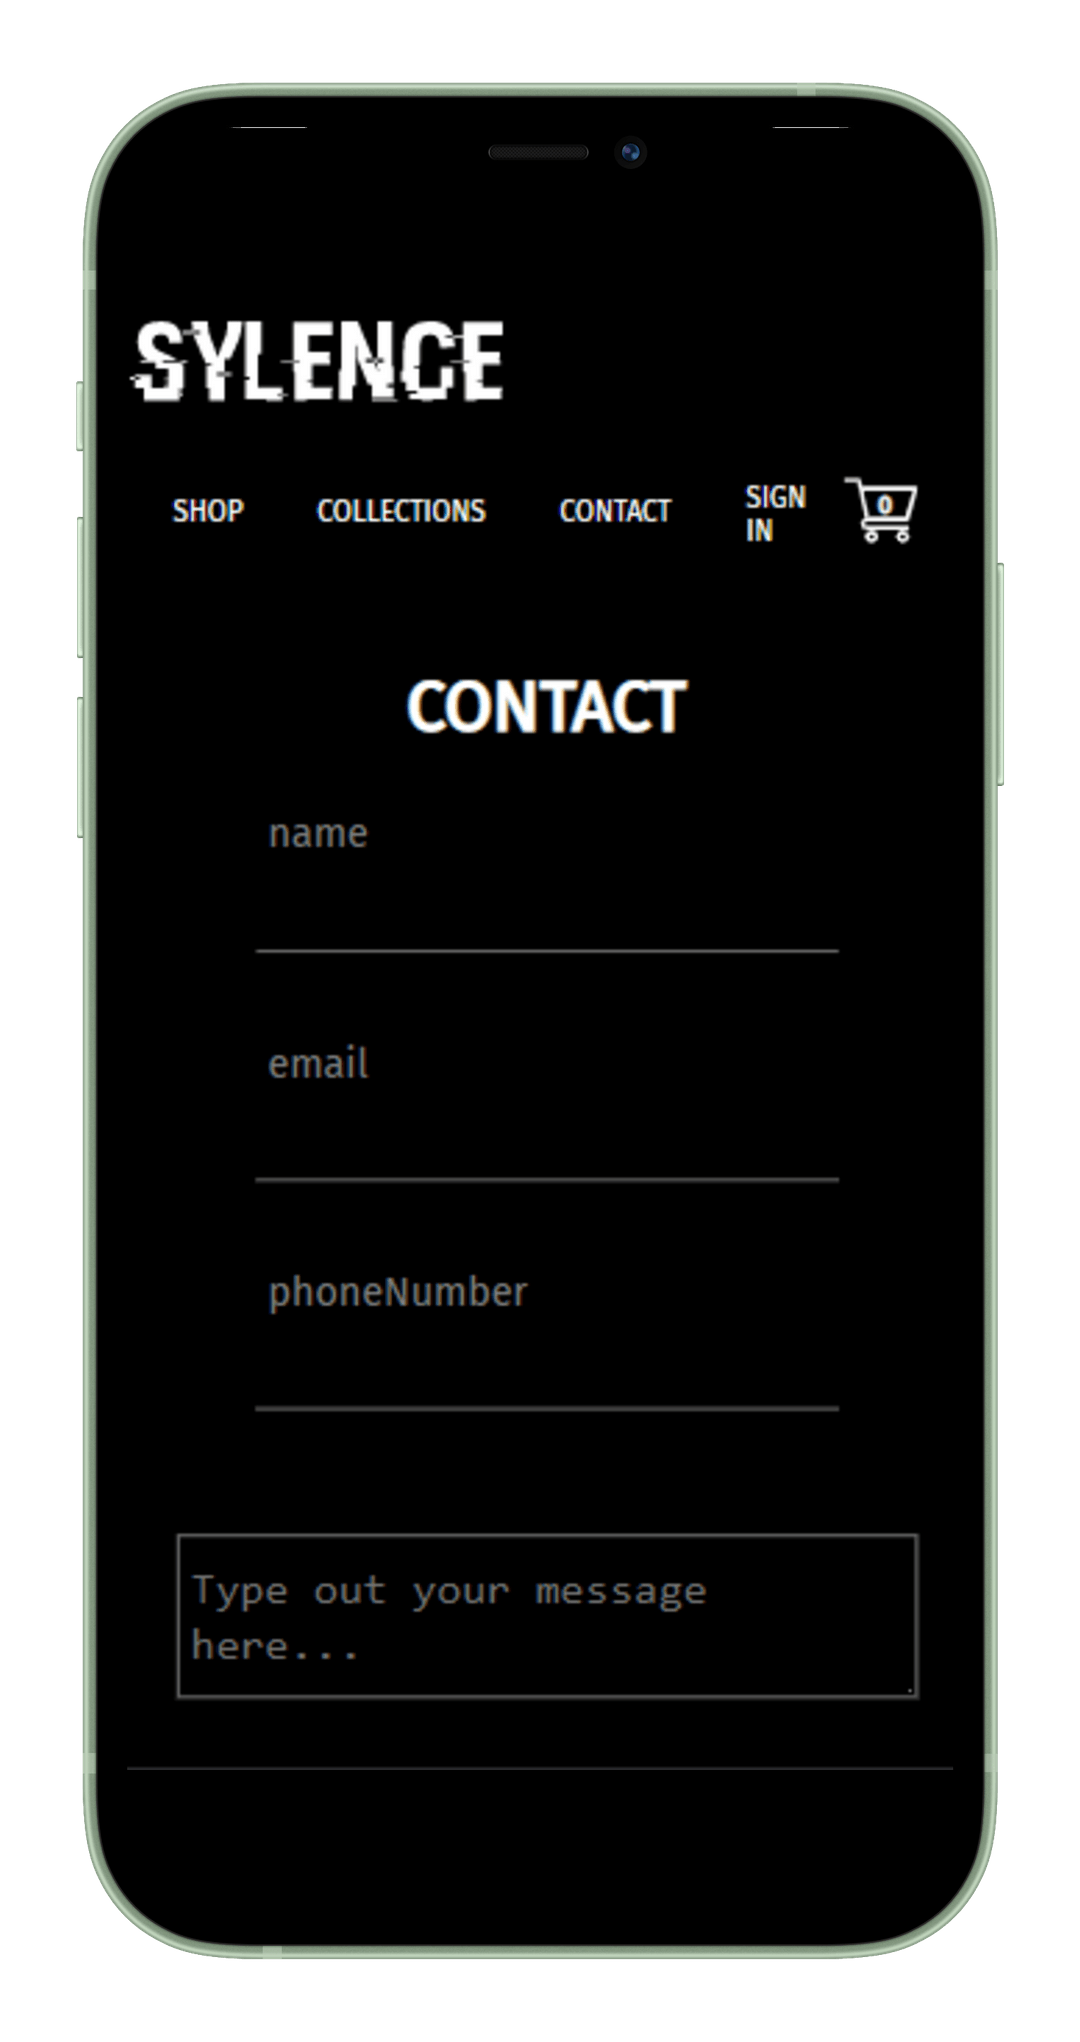 SYLENCE
SHOP COLLECTIONS CONTACT SIGN IN 0
CONTACT
name
email
phoneNumber
Type out your message
here...